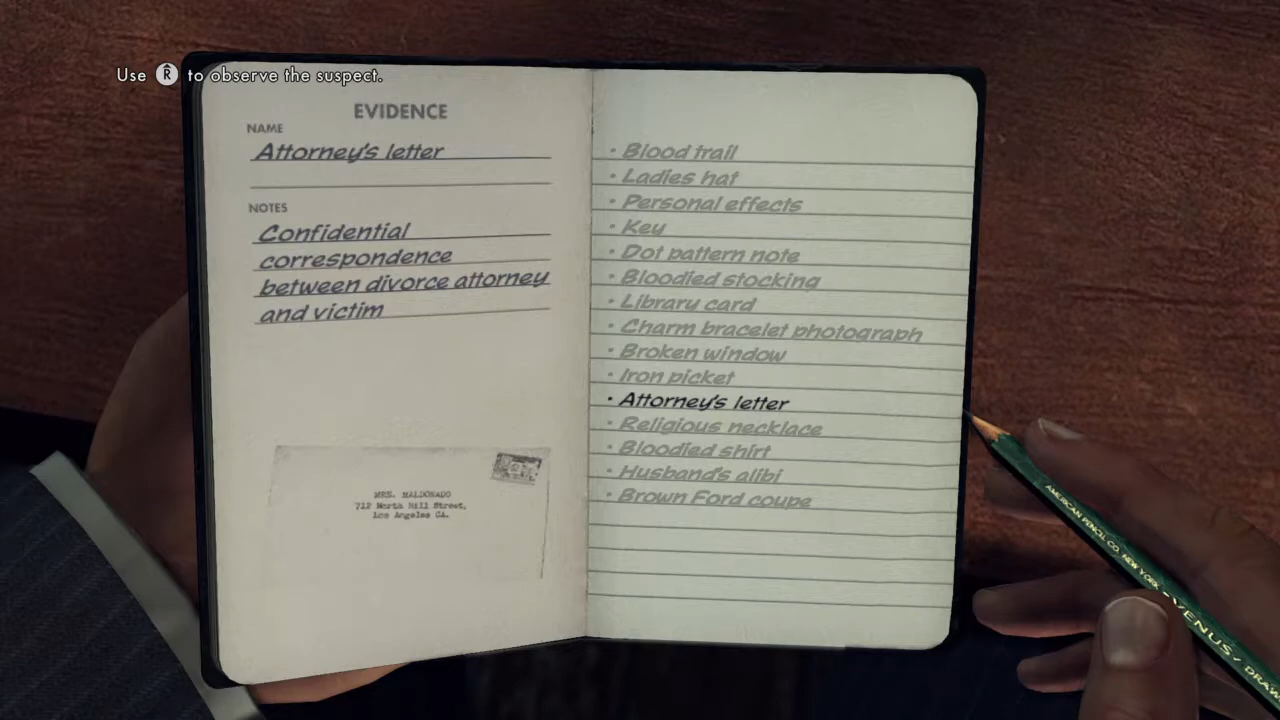 Use R to observe the suspect.
EVIDENCE
NAME
Attorney's letter
NOTES
Confidential
correspondence
between divorce attorney
and victim
MRS. MALDONADO
712 North Hill Street,
Los Angeles CA.
• Blood trail
• Ladies hat
• Personal effects
• Key
• Dot pattern note
• Bloodied stocking
• Library card
• Charm bracelet photograph
• Broken window
• Iron picket
• Attorney's letter
• Religious necklace
• Bloodied shirt
• Husband's alibi
• Brown Ford coupe
AMERICAN PENCIL CO. NEW YORK VENUS DRAW